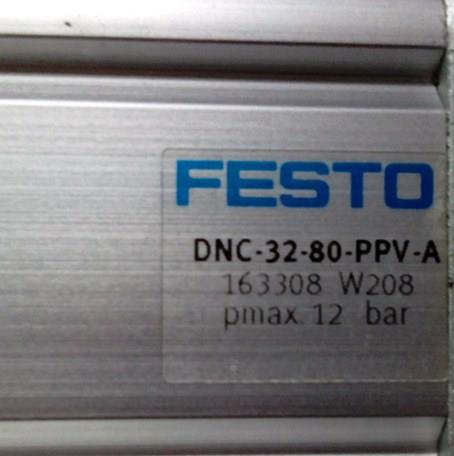 FESTO
DNC-32-80-PPV-A
163308 W208
pmax. 12 bar